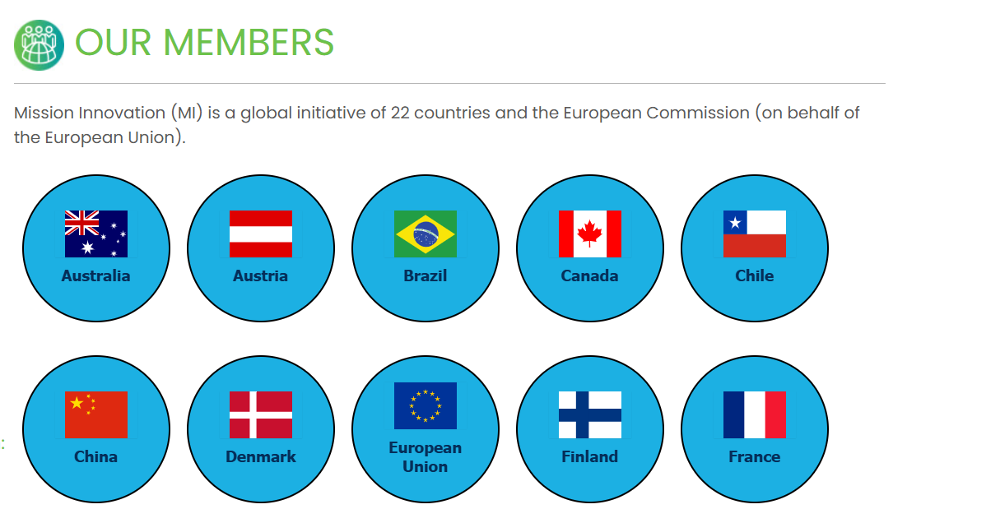 OUR MEMBERS
Mission Innovation (MI) is a global initiative of 22 countries and the European Commission (on behalf of
the European Union).
Australia
Austria
Brazil
Canada
Chile
:
China
Denmark
European
Union
Finland
France